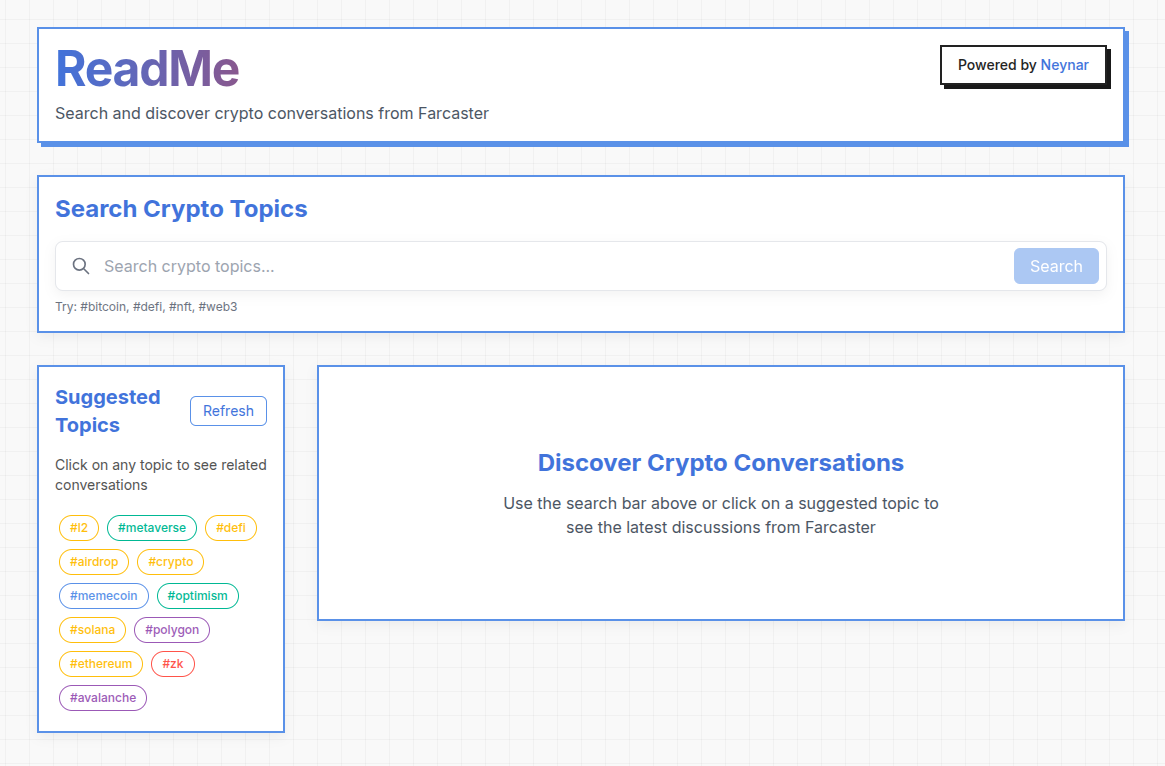 ReadMe
Powered by Neynar
Search and discover crypto conversations from Farcaster
Search Crypto Topics
Search crypto topics...
Search
Try: #bitcoin, #defi, #nft, #web3
Suggested
Topics
Refresh
Click on any topic to see related
conversations
#l2 #metaverse #defi
#airdrop #crypto
#memecoin #optimism
#solana #polygon
#ethereum #zk
#avalanche
Discover Crypto Conversations
Use the search bar above or click on a suggested topic to
see the latest discussions from Farcaster